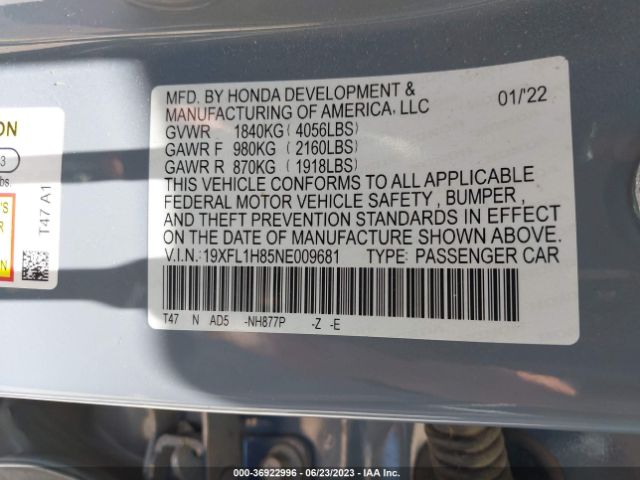 MFD. BY HONDA DEVELOPMENT &
MANUFACTURING OF AMERICA, LLC 01/'22
GVWR 1840KG ( 4056LBS)
GAWR F 980KG ( 2160LBS)
GAWR R 870KG ( 1918LBS)
THIS VEHICLE CONFORMS TO ALL APPLICABLE
FEDERAL MOTOR VEHICLE SAFETY , BUMPER ,
AND THEFT PREVENTION STANDARDS IN EFFECT
ON THE DATE OF MANUFACTURE SHOWN ABOVE.
V.I.N.:19XFL1H85NE009681 TYPE: PASSENGER CAR
T47 N AD5 -NH877P -Z -E
ON
3
bs.
'S
R
N
T47 A1
000-36922996 - 06/23/2023 - IAA Inc.